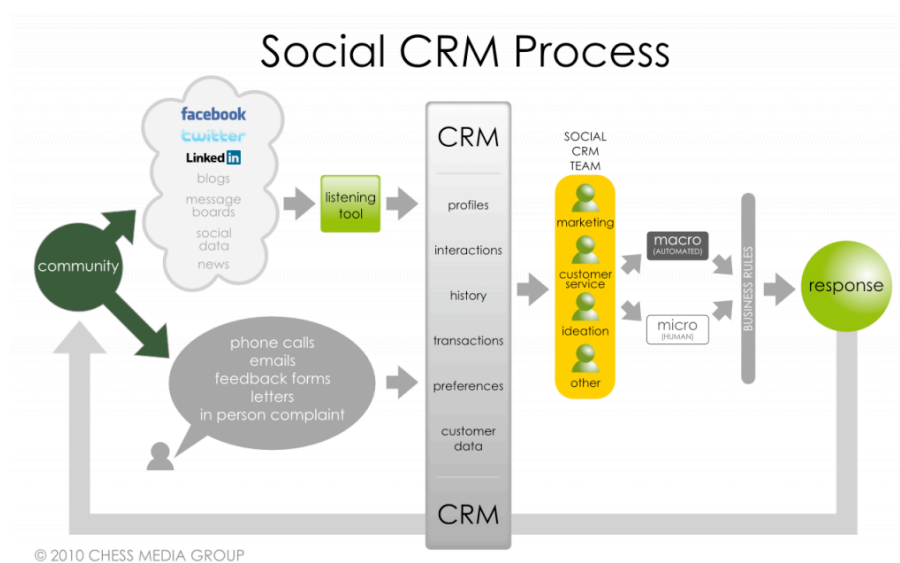 Social CRM Process
facebook
twitter
Linked in
blogs
message
boards
social
data
news
community
listening
tool
phone calls
emails
feedback forms
letters
in person complaint
CRM
profiles
interactions
history
transactions
preferences
customer
data
CRM
SOCIAL
CRM
TEAM
marketing
customer
service
ideation
other
macro
(AUTOMATED)
micro
(HUMAN)
BUSINESS RULES
response
© 2010 CHESS MEDIA GROUP